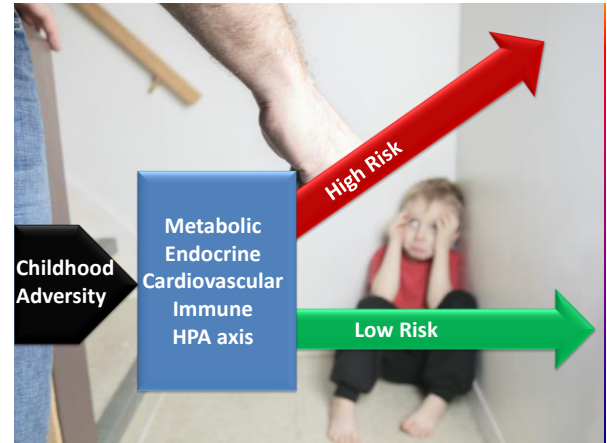 Childhood
Adversity
Metabolic
Endocrine
Cardiovascular
Immune
HPA axis
High Risk
Low Risk